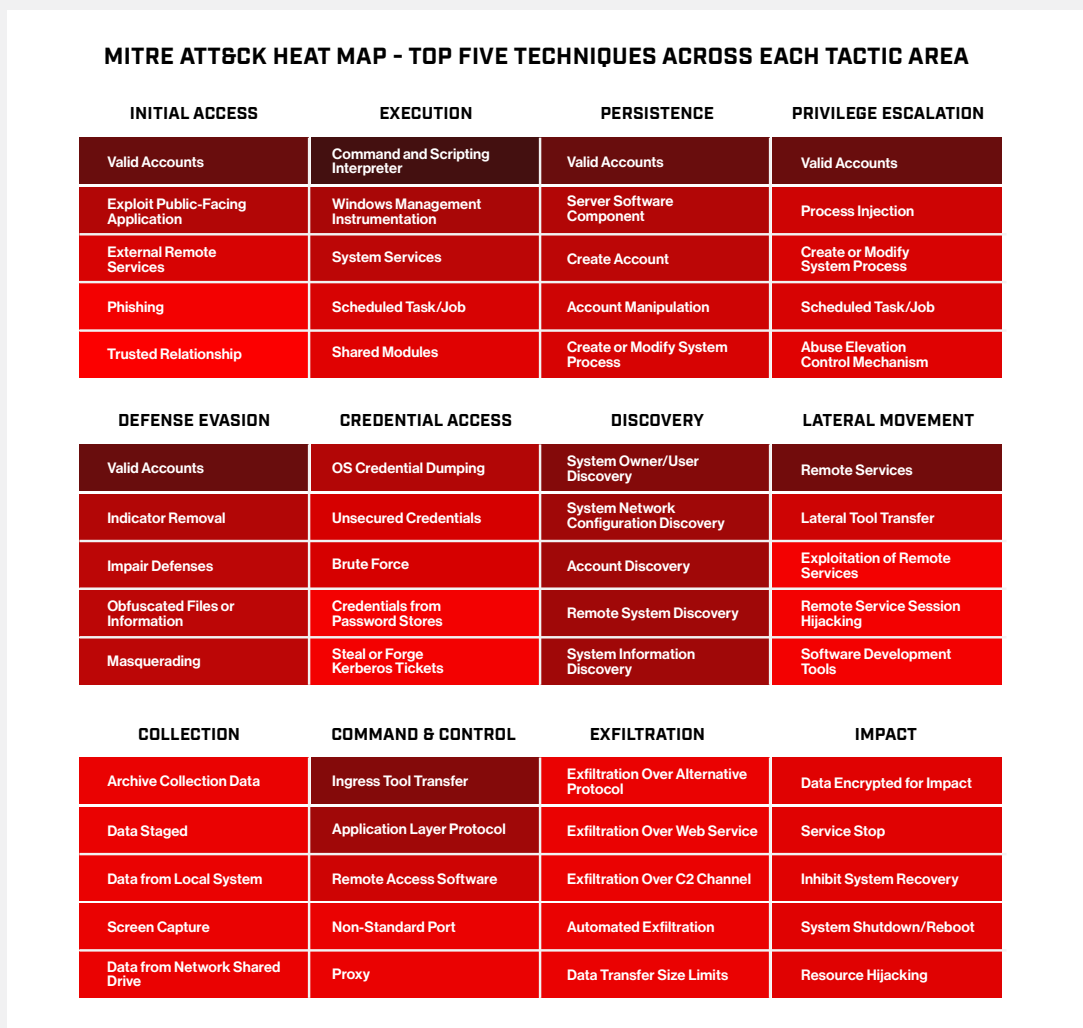 MITRE ATT&CK HEAT MAP - TOP FIVE TECHNIQUES ACROSS EACH TACTIC AREA
INITIAL ACCESS
Valid Accounts
Exploit Public-Facing
Application
External Remote
Services
Phishing
Trusted Relationship
EXECUTION
Command and Scripting
Interpreter
Windows Management
Instrumentation
System Services
Scheduled Task/Job
Shared Modules
PERSISTENCE
Valid Accounts
Server Software
Component
Create Account
Account Manipulation
Create or Modify System
Process
PRIVILEGE ESCALATION
Valid Accounts
Process Injection
Create or Modify
System Process
Scheduled Task/Job
Abuse Elevation
Control Mechanism
DEFENSE EVASION
Valid Accounts
Indicator Removal
Impair Defenses
Obfuscated Files or
Information
Masquerading
CREDENTIAL ACCESS
OS Credential Dumping
Unsecured Credentials
Brute Force
Credentials from
Password Stores
Steal or Forge
Kerberos Tickets
DISCOVERY
System Owner/User
Discovery
System Network
Configuration Discovery
Account Discovery
Remote System Discovery
System Information
Discovery
LATERAL MOVEMENT
Remote Services
Lateral Tool Transfer
Exploitation of Remote
Services
Remote Service Session
Hijacking
Software Development
Tools
COLLECTION
Archive Collection Data
Data Staged
Data from Local System
Screen Capture
Data from Network Shared
Drive
COMMAND & CONTROL
Ingress Tool Transfer
Application Layer Protocol
Remote Access Software
Non-Standard Port
Proxy
EXFILTRATION
Exfiltration Over Alternative
Protocol
Exfiltration Over Web Service
Exfiltration Over C2 Channel
Automated Exfiltration
Data Transfer Size Limits
IMPACT
Data Encrypted for Impact
Service Stop
Inhibit System Recovery
System Shutdown/Reboot
Resource Hijacking